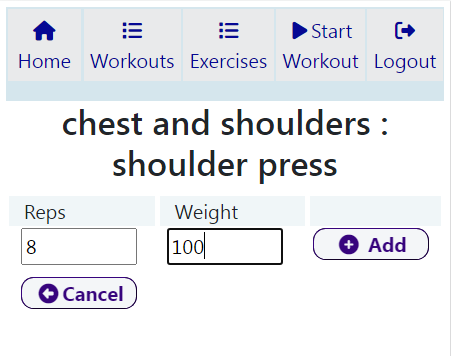 Home Workouts Exercises Start Workout Logout
chest and shoulders :
shoulder press
Reps Weight
8 100 Add
Cancel